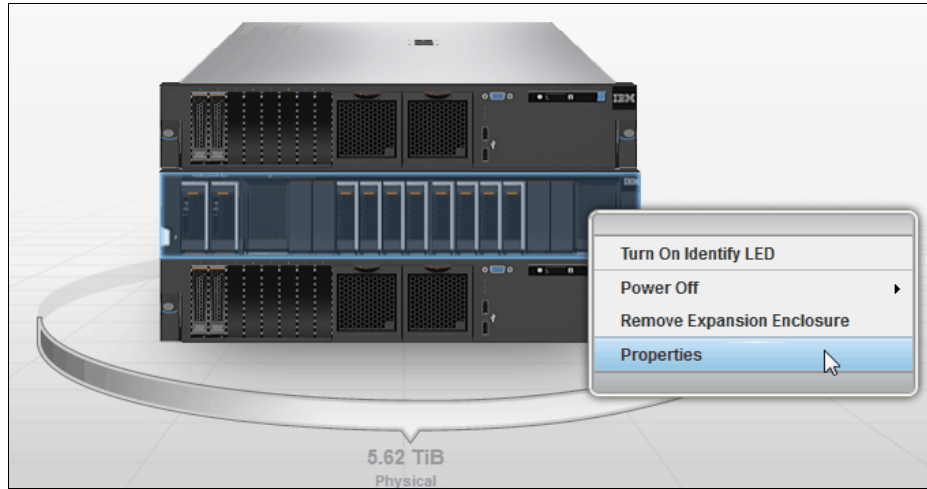 IBM
IBM
Turn On Identify LED
Power Off
Remove Expansion Enclosure
Properties
5.62 TiB
Physical